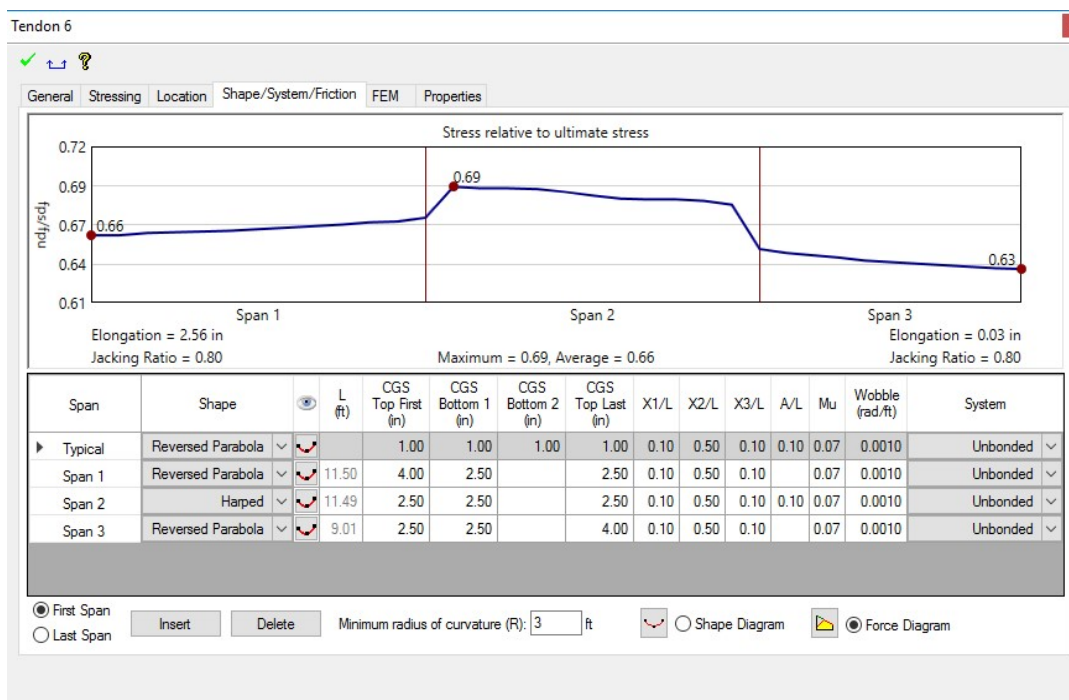 Tendon 6
General Stressing Location Shape/System/Friction FEM Properties
Stress relative to ultimate stress
0.72
0.69
0.67
0.64
0.61
fps/fpu
0.66
0.69
0.63
Span 1 Span 2 Span 3
Elongation = 2.56 in Elongation = 0.03 in
Jacking Ratio = 0.80 Maximum = 0.69, Average = 0.66 Jacking Ratio = 0.80
Span Shape L (ft) CGS Top First (in) CGS Bottom 1 (in) CGS Bottom 2 (in) CGS Top Last (in) X1/L X2/L X3/L A/L Mu Wobble (rad/ft) System
Typical Reversed Parabola 1.00 1.00 1.00 1.00 0.10 0.50 0.10 0.10 0.07 0.0010 Unbonded
Span 1 Reversed Parabola 11.50 4.00 2.50 2.50 0.10 0.50 0.10 0.07 0.0010 Unbonded
Span 2 Harped 11.49 2.50 2.50 2.50 0.10 0.50 0.10 0.10 0.07 0.0010 Unbonded
Span 3 Reversed Parabola 9.01 2.50 2.50 4.00 0.10 0.50 0.10 0.07 0.0010 Unbonded
First Span
Last Span
Insert Delete Minimum radius of curvature (R): 3 ft Shape Diagram Force Diagram